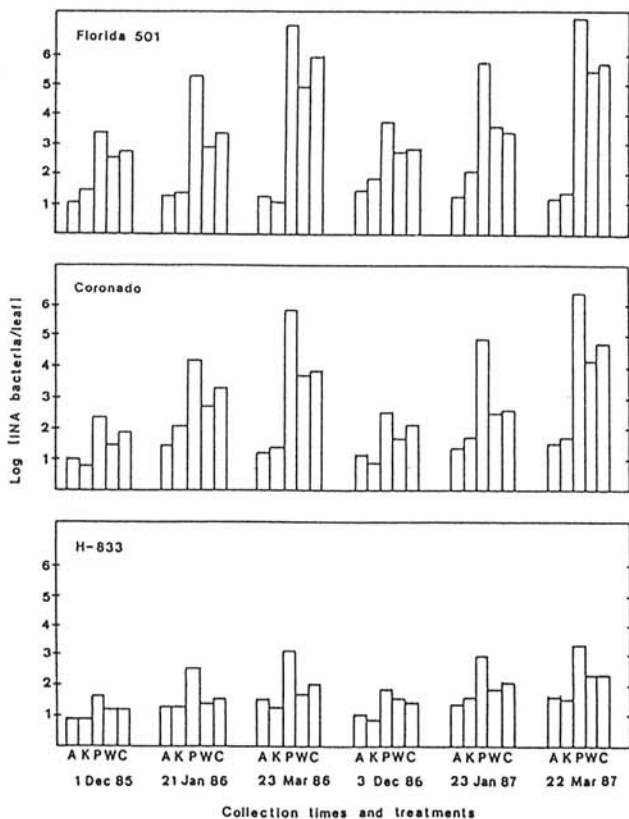 Florida 501
6
5
4
3
2
1
Coronado
6
5
4
3
2
1
Log [INA bacteria/leaf]
H-833
6
5
4
3
2
1
A K P W C A K P W C A K P W C A K P W C A K P W C A K P W C
1 Dec 85 21 Jan 86 23 Mar 86 3 Dec 86 23 Jan 87 22 Mar 87
Collection times and treatments